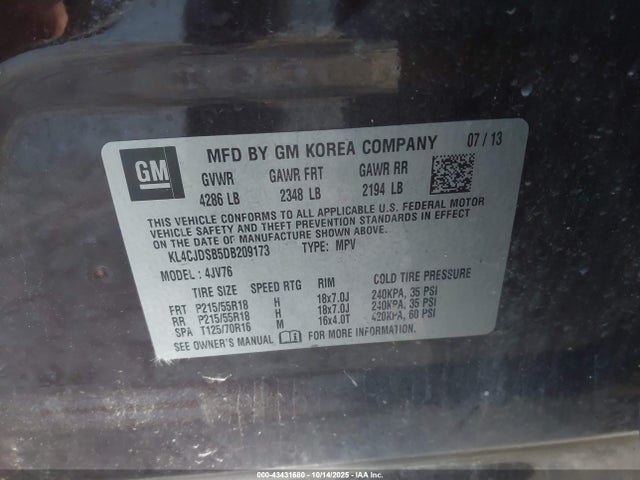 GM
MFD BY GM KOREA COMPANY 07 / 13
GVWR GAWR FRT GAWR RR
4286 LB 2348 LB 2194 LB
THIS VEHICLE CONFORMS TO ALL APPLICABLE U.S. FEDERAL MOTOR
VEHICLE SAFETY AND THEFT PREVENTION STANDARDS IN EFFECT
ON THE DATE OF MANUFACTURE SHOWN ABOVE.
KL4CJDSB5DB209173 TYPE: MPV
MODEL : 4JV76
TIRE SIZE SPEED RTG RIM COLD TIRE PRESSURE
FRT P215/55R18 H 18x7.0J 240KPA, 35 PSI
RR P215/55R18 H 18x7.0J 240KPA, 35 PSI
SPA T125/70R16 M 16x4.0T 420KPA, 60 PSI
SEE OWNER'S MANUAL FOR MORE INFORMATION.
000-43431680 - 10/14/2025 - IAA Inc.